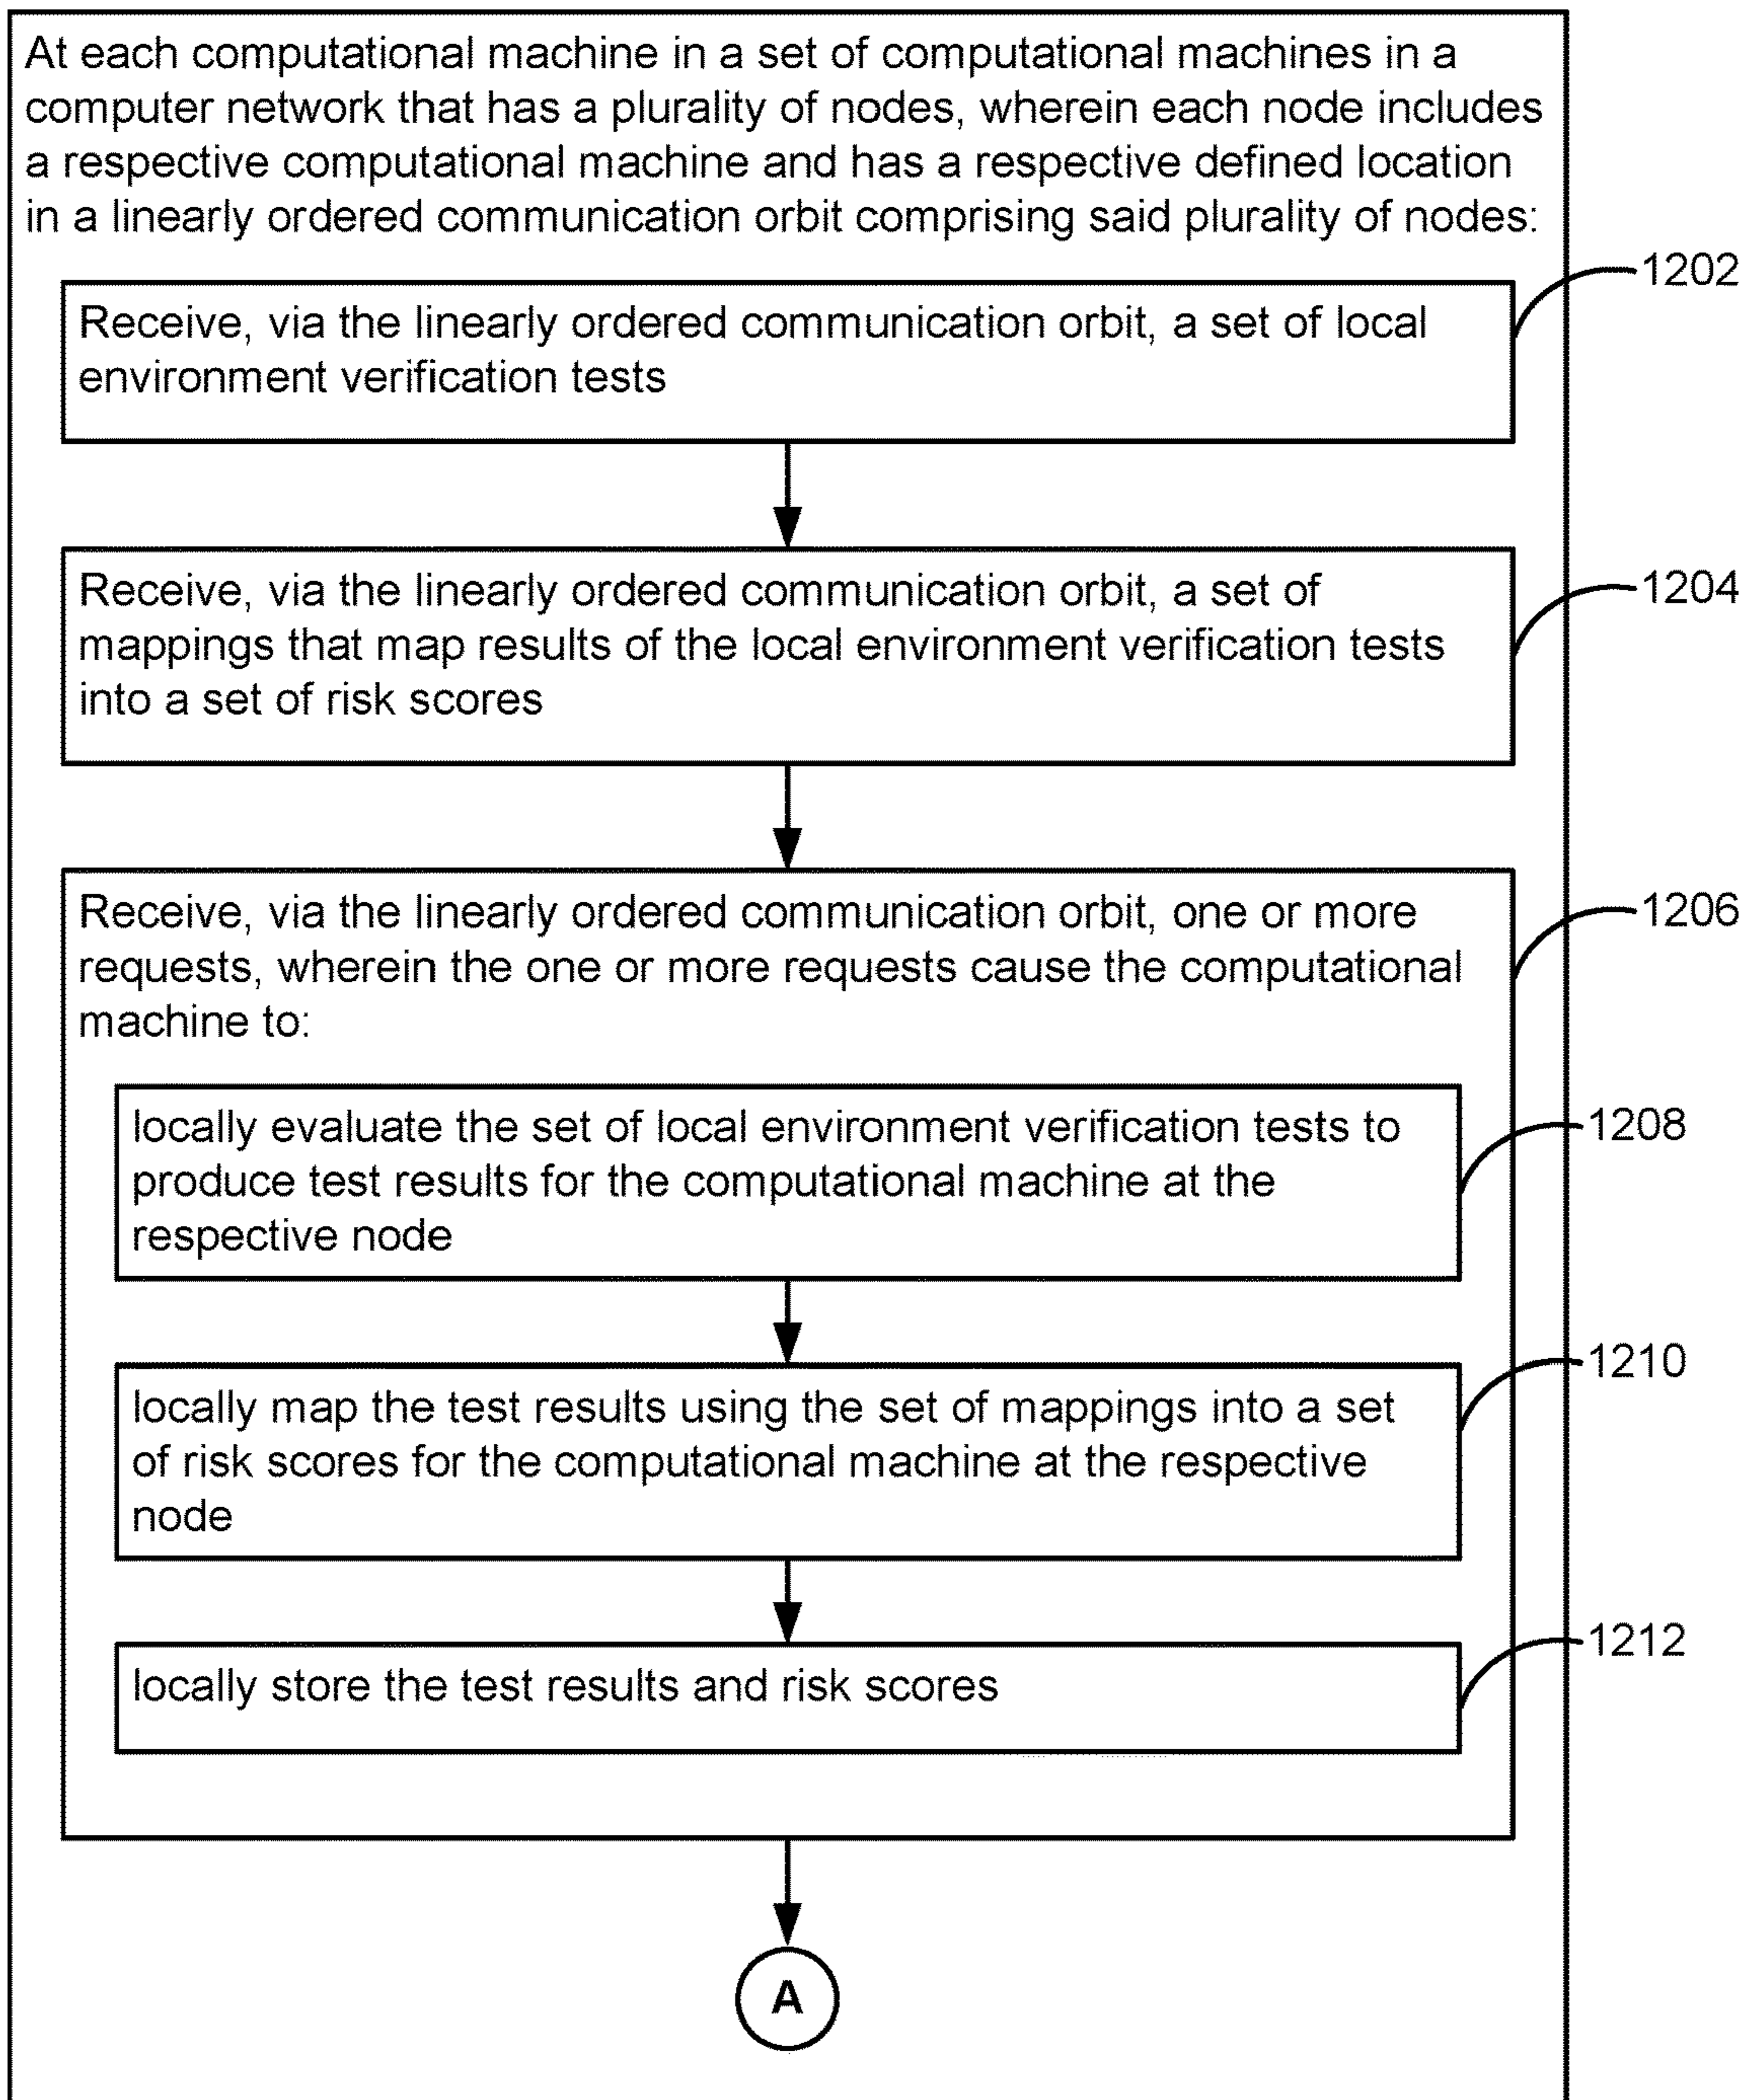 At each computational machine in a set of computational machines in a
computer network that has a plurality of nodes, wherein each node includes
a respective computational machine and has a respective defined location
in a linearly ordered communication orbit comprising said plurality of nodes:
1202
Receive, via the linearly ordered communication orbit, a set of local
environment verification tests
1204
Receive, via the linearly ordered communication orbit, a set of
mappings that map results of the local environment verification tests
into a set of risk scores
1206
Receive, via the linearly ordered communication orbit, one or more
requests, wherein the one or more requests cause the computational
machine to:
1208
locally evaluate the set of local environment verification tests to
produce test results for the computational machine at the
respective node
1210
locally map the test results using the set of mappings into a set
of risk scores for the computational machine at the respective
node
1212
locally store the test results and risk scores
A